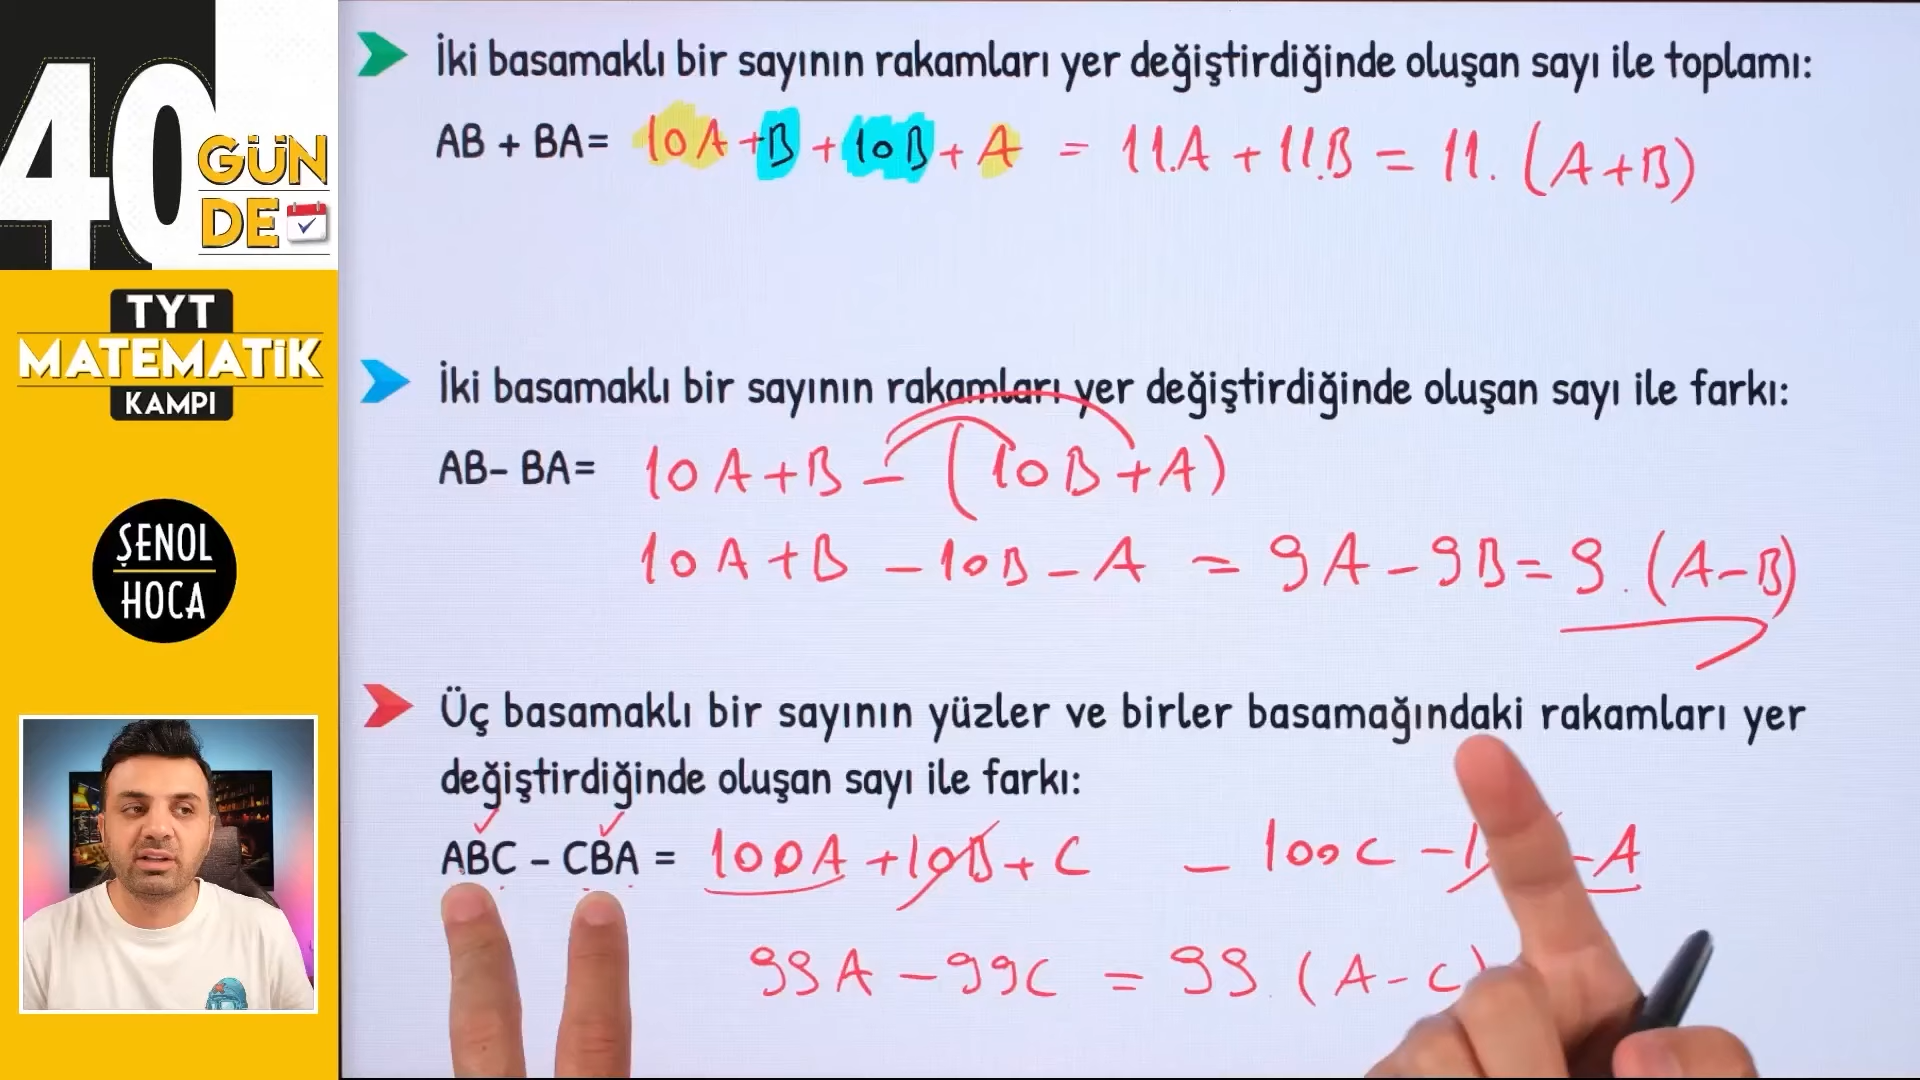 40
GÜN
DE
TYT
MATEMATİK
KAMPI
ŞENOL
HOCA
İki basamaklı bir sayının rakamları yer değiştirdiğinde oluşan sayı ile toplamı:
AB + BA= 10A + B + 10B + A = 11.A + 11.B = 11. (A+B)
İki basamaklı bir sayının rakamları yer değiştirdiğinde oluşan sayı ile farkı:
AB- BA= 10A+B - (10B+A)
10A+B - 10B - A = 9A - 9B = 9. (A-B)
Üç basamaklı bir sayının yüzler ve birler basamağındaki rakamları yer
değiştirdiğinde oluşan sayı ile farkı:
ABC - CBA = 100A + 10B + C - 100C - A
99A - 99C = 99. (A-C)